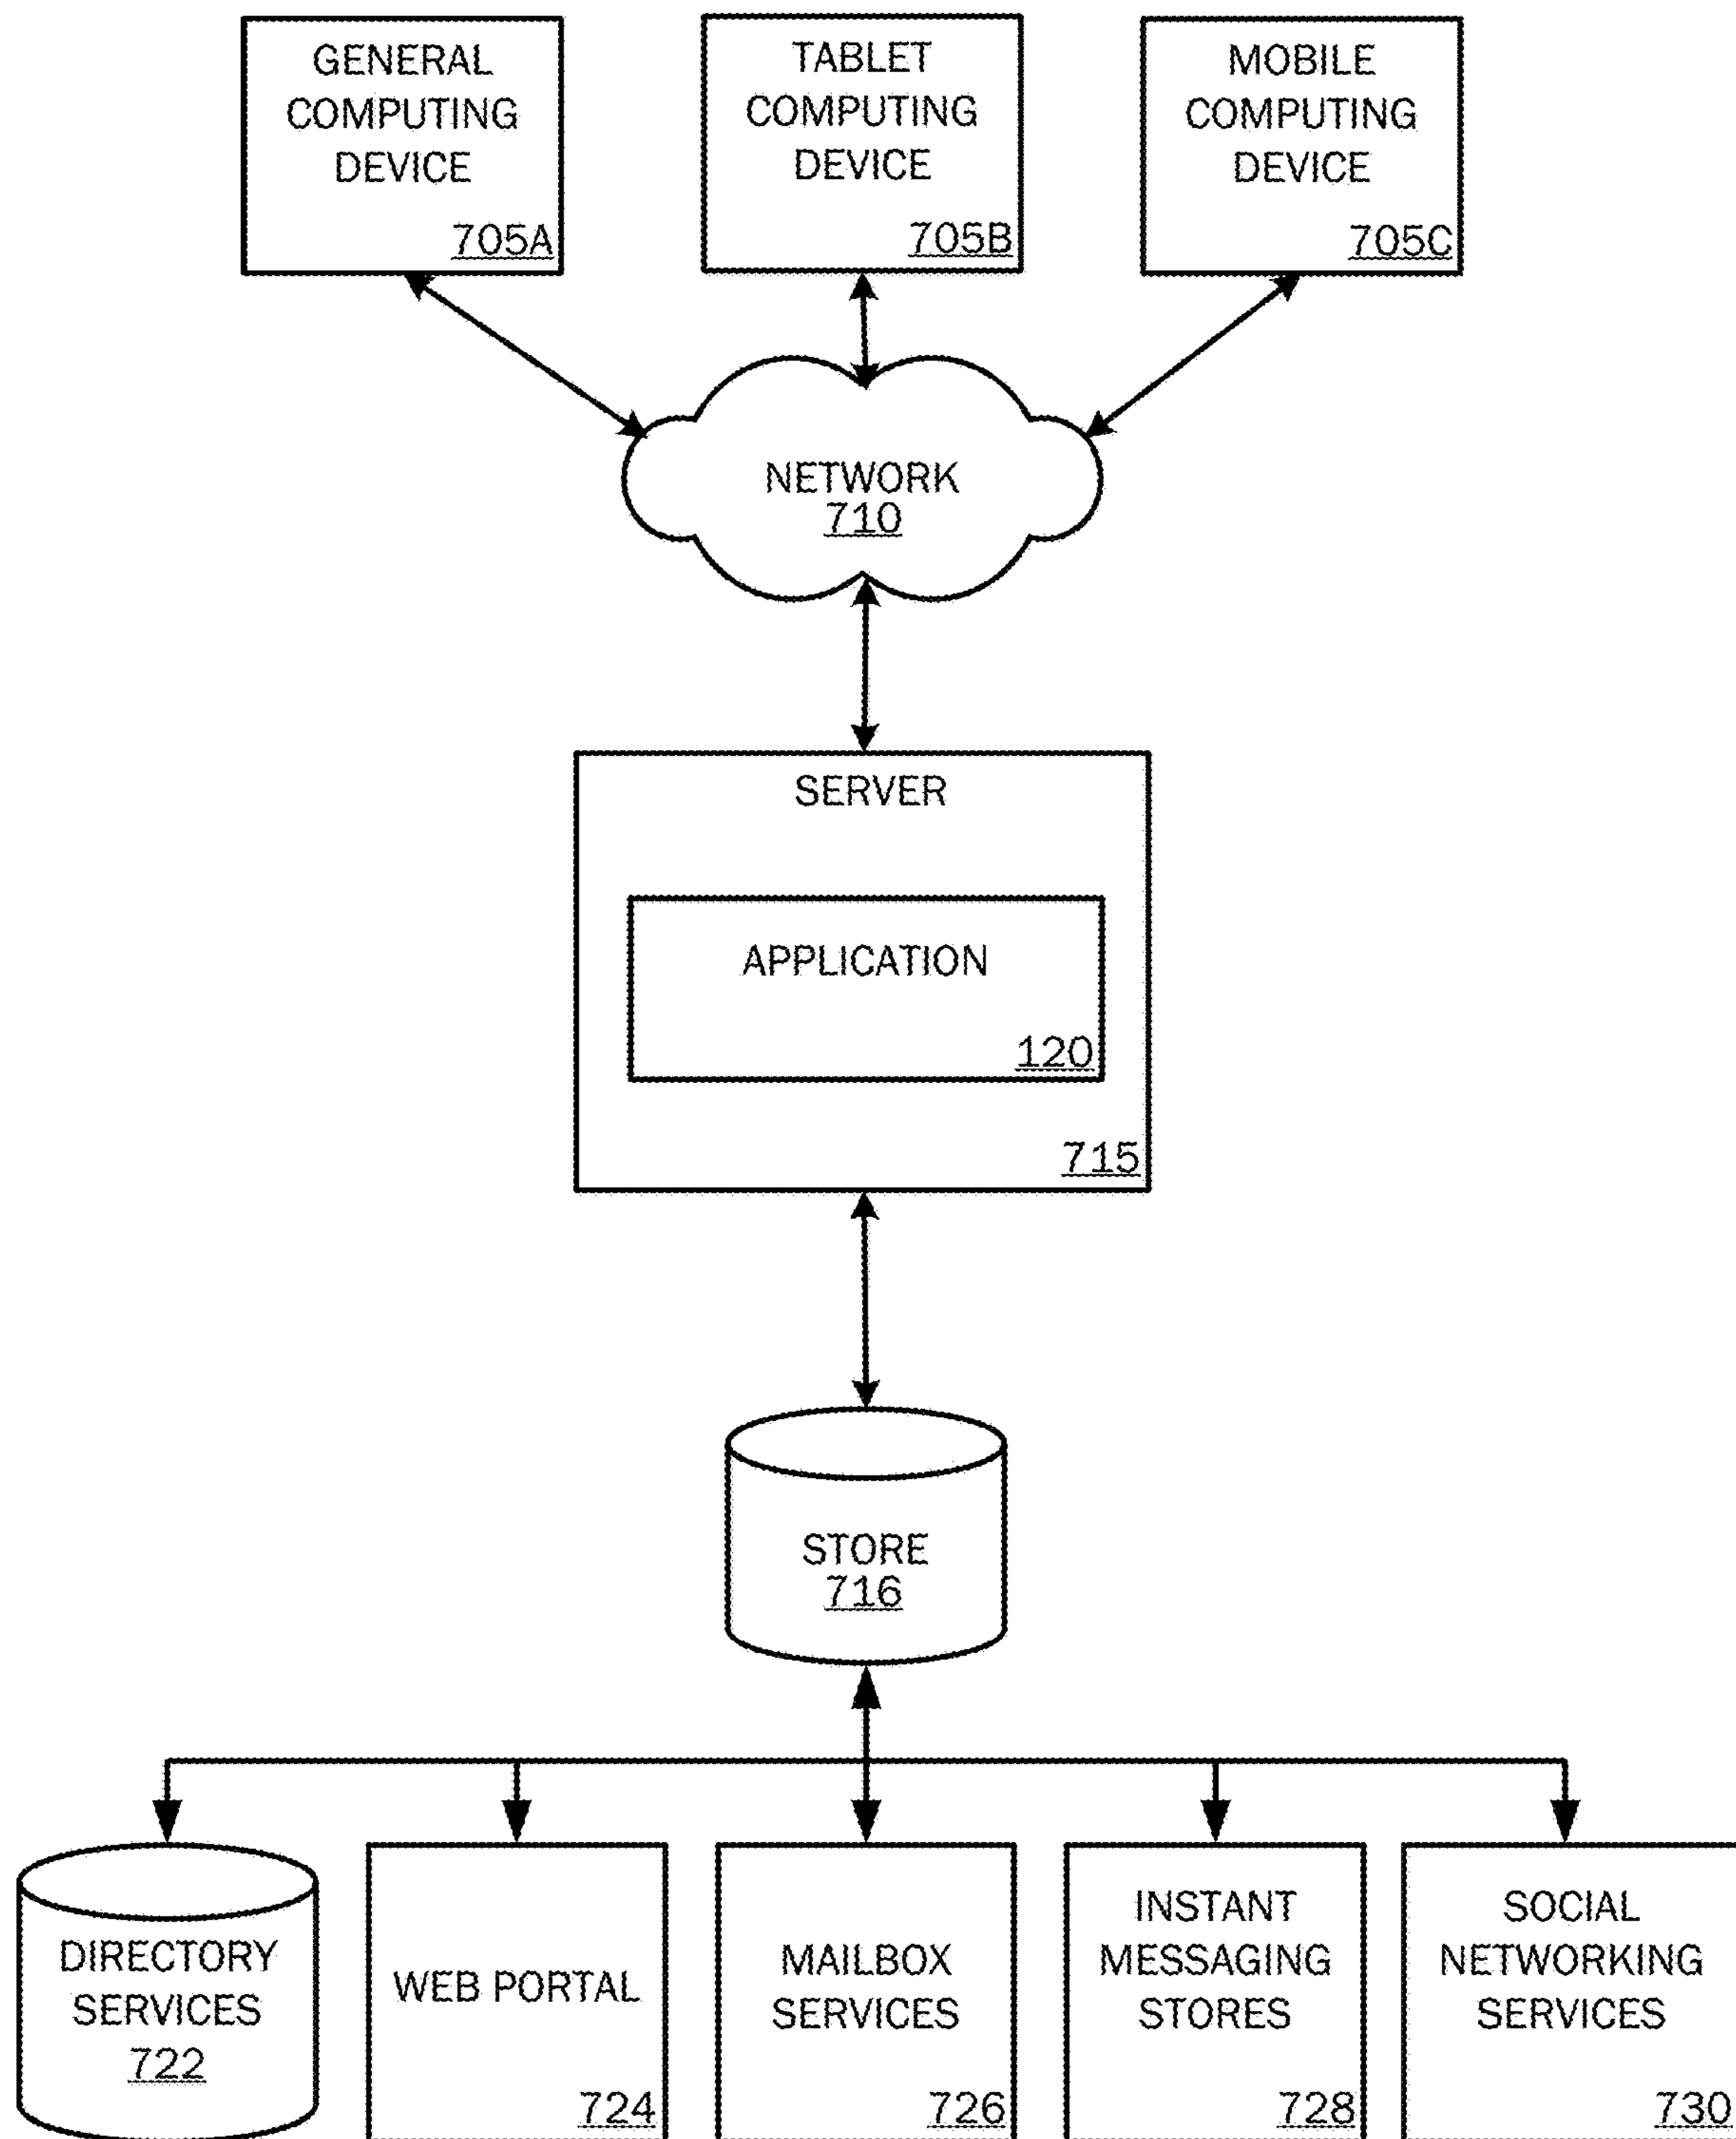 GENERAL
COMPUTING
DEVICE
705A
TABLET
COMPUTING
DEVICE
705B
MOBILE
COMPUTING
DEVICE
705C
NETWORK
710
SERVER
APPLICATION
120
715
STORE
716
DIRECTORY
SERVICES
722
WEB PORTAL
724
MAILBOX
SERVICES
726
INSTANT
MESSAGING
STORES
728
SOCIAL
NETWORKING
SERVICES
730